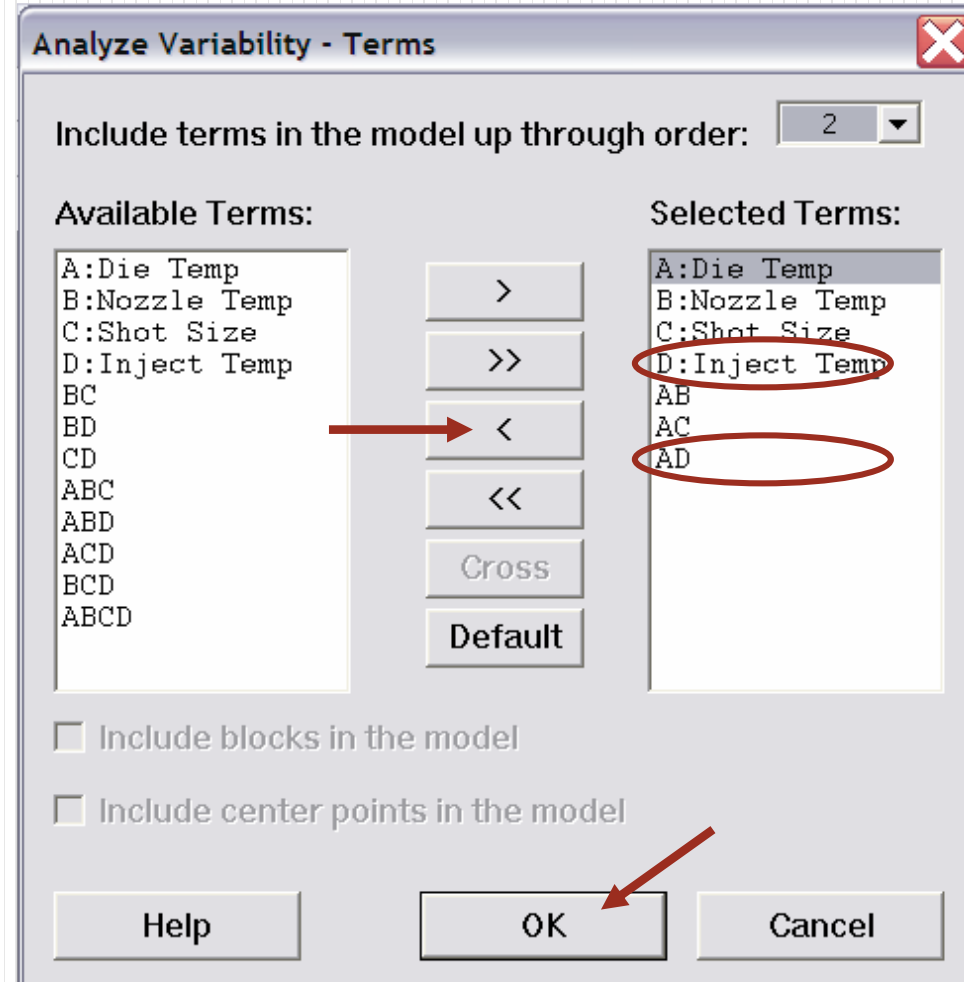 Analyze Variability - Terms
Include terms in the model up through order: 2
Available Terms:
A:Die Temp
B:Nozzle Temp
C:Shot Size
D:Inject Temp
BC
BD
CD
ABC
ABD
ACD
BCD
ABCD
>
>>
<
<<
Cross
Default
Selected Terms:
A:Die Temp
B:Nozzle Temp
C:Shot Size
D:Inject Temp
AB
AC
AD
Include blocks in the model
Include center points in the model
Help
OK
Cancel